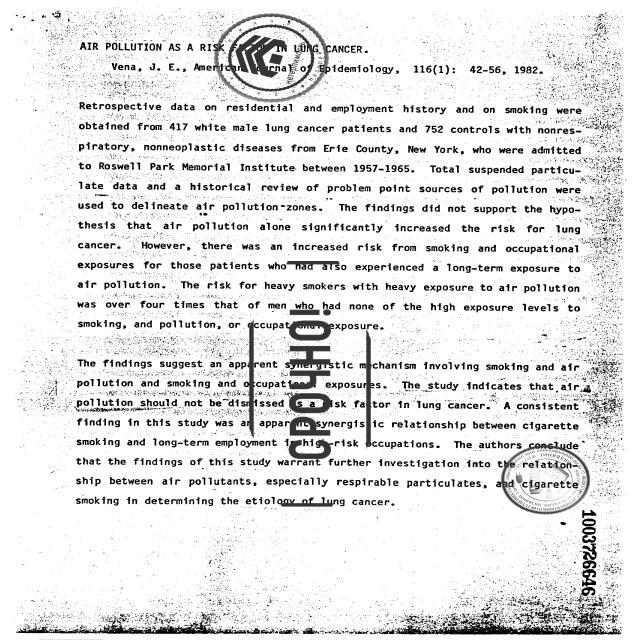 AIR POLLUTION AS A RISK FACTOR IN LUNG CANCER.
Vena, J. E., American Journal of Epidemiology, 116(1): 42-56, 1982.
Retrospective data on residential and employment history and on smoking were
obtained from 417 white male lung cancer patients and 752 controls with nonres-
piratory, nonneoplastic diseases from Erie County, New York, who were admitted
to Roswell Park Memorial Institute between 1957-1965. Total suspended particu-
late data and a historical review of problem point sources of pollution were
used to delineate air pollution zones. The findings did not support the hypo-
thesis that air pollution alone significantly increased the risk for lung
cancer. However, there was an increased risk from smoking and occupational
exposures for those patients who had also experienced a long-term exposure to
air pollution. The risk for heavy smokers with heavy exposure to air pollution
was over four times that of men who had none of the high exposure levels to
smoking, and pollution, or occupational exposure.
The findings suggest an apparent synergistic mechanism involving smoking and air
pollution and smoking and occupational exposures. The study indicates that air
pollution should not be dismissed as a risk factor in lung cancer. A consistent
finding in this study was an apparent synergistic relationship between cigarette
smoking and long-term employment in high-risk occupations. The authors conclude
that the findings of this study warrant further investigation into the relation-
ship between air pollutants, especially respirable particulates, and cigarette
smoking in determining the etiology of lung cancer.
СРОЧНО!
1003726646